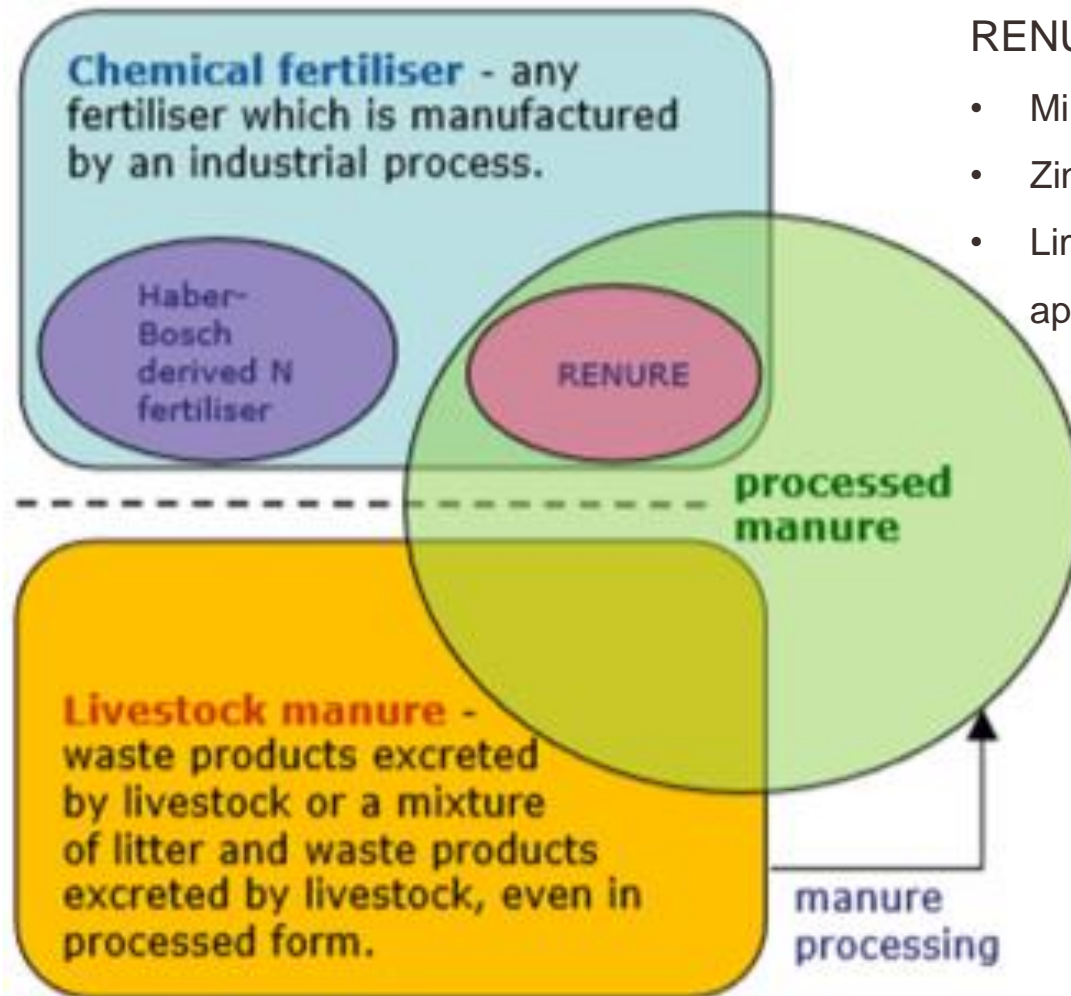 Chemical fertiliser - any
fertiliser which is manufactured
by an industrial process.
Haber-
Bosch
derived N
fertiliser
RENURE
processed
manure
Livestock manure -
waste products excreted
by livestock or a mixture
of litter and waste products
excreted by livestock, even in
processed form.
manure
processing